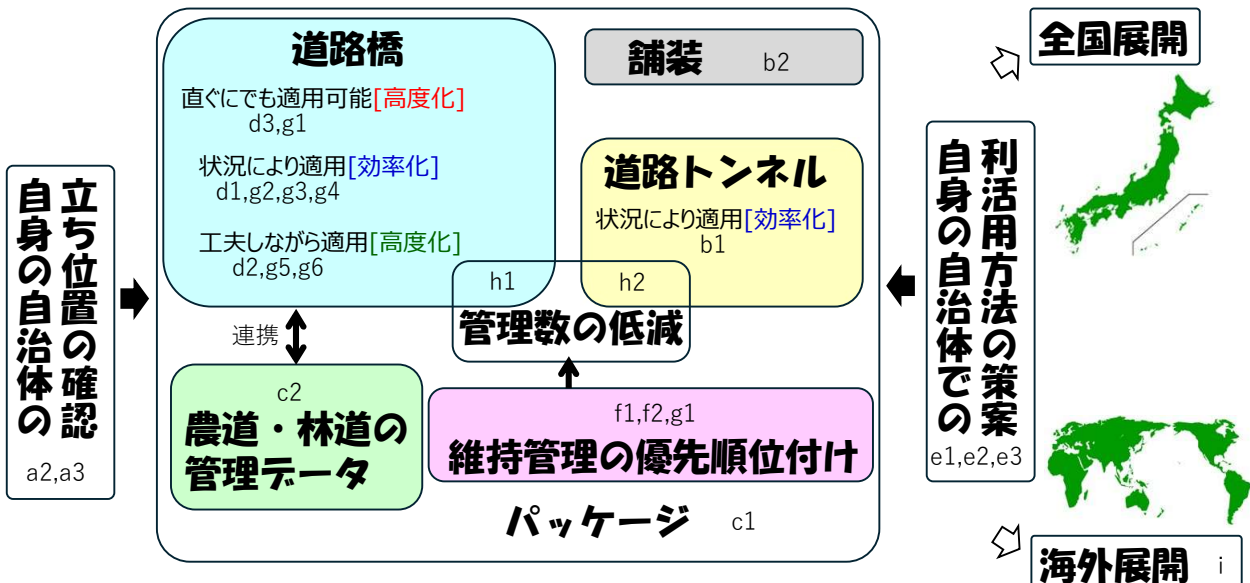 自身の自治体の
立ち位置の確認
a2,a3
道路橋
直ぐにでも適用可能[高度化]
d3,g1
状況により適用[効率化]
d1,g2,g3,g4
工夫しながら適用[高度化]
d2,g5,g6
舗装 b2
道路トンネル
状況により適用[効率化]
b1
h1
h2
管理数の低減
連携
c2
農道・林道の
管理データ
f1,f2,g1
維持管理の優先順位付け
パッケージ c1
自身の自治体での
利活用方法の策案
e1,e2,e3
全国展開
海外展開 i